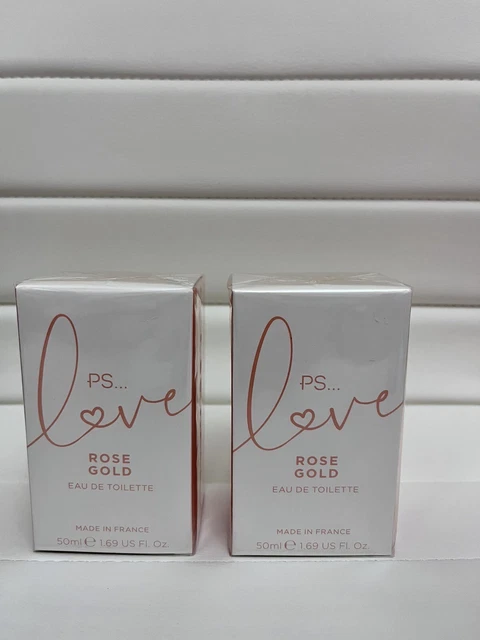 PS...
love
ROSE
GOLD
EAU DE TOILETTE
MADE IN FRANCE
50ml ℮ 1.69 US Fl. Oz.
PS...
love
ROSE
GOLD
EAU DE TOILETTE
MADE IN FRANCE
50ml ℮ 1.69 US Fl. Oz.